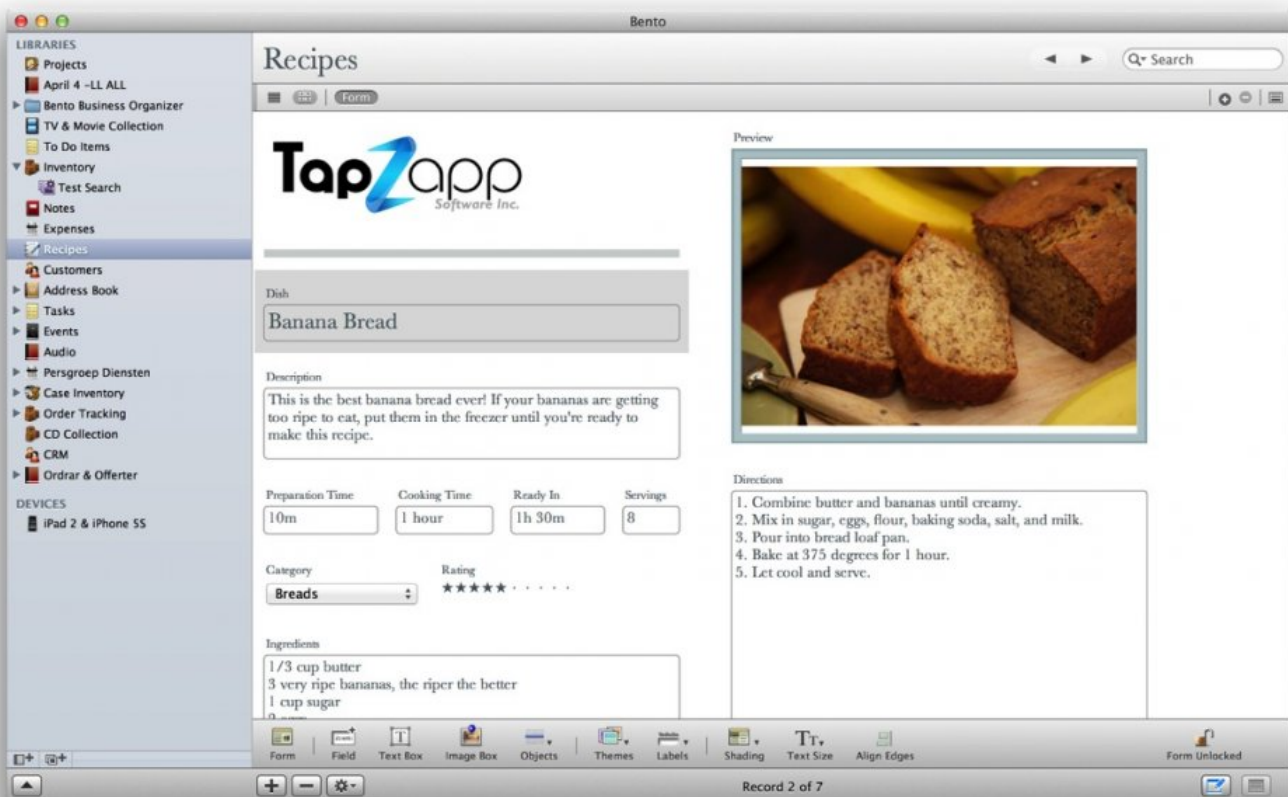 Bento
LIBRARIES
Projects
April 4 -LL ALL
Bento Business Organizer
TV & Movie Collection
To Do Items
Inventory
Test Search
Notes
Expenses
Recipes
Customers
Address Book
Tasks
Events
Audio
Persgroep Diensten
Case Inventory
Order Tracking
CD Collection
CRM
Ordrar & Offerter
DEVICES
iPad 2 & iPhone 5S
Recipes
Search
Form
TapZapp
Software Inc.
Dish
Banana Bread
Description
This is the best banana bread ever! If your bananas are getting
too ripe to eat, put them in the freezer until you're ready to
make this recipe.
Preparation Time Cooking Time Ready In Servings
10m 1 hour 1h 30m 8
Category Rating
Breads
Ingredients
1/3 cup butter
3 very ripe bananas, the riper the better
1 cup sugar
Preview
Directions
1. Combine butter and bananas until creamy.
2. Mix in sugar, eggs, flour, baking soda, salt, and milk.
3. Pour into bread loaf pan.
4. Bake at 375 degrees for 1 hour.
5. Let cool and serve.
Form Field Text Box Image Box Objects Themes Labels Shading Text Size Align Edges Form Unlocked
Record 2 of 7